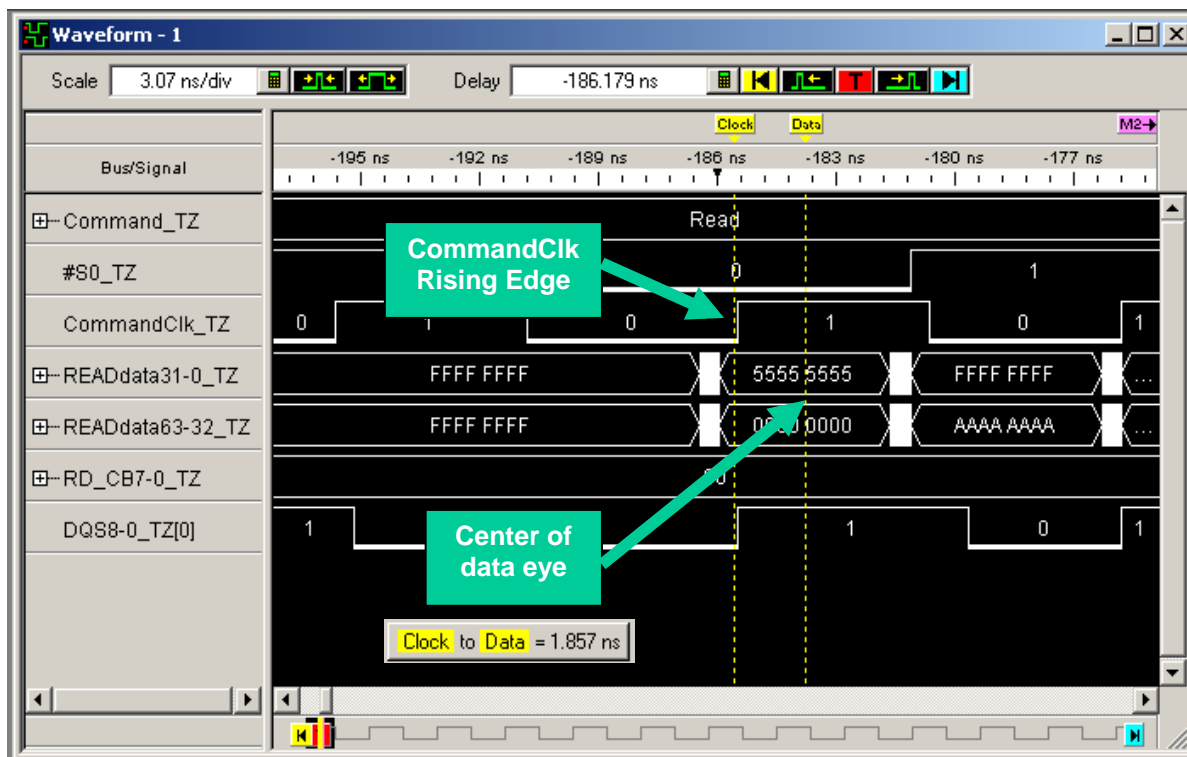 Waveform - 1
Scale 3.07 ns/div Delay -186.179 ns T
Clock Data M2
Bus/Signal -195 ns -192 ns -189 ns -186 ns -183 ns -180 ns -177 ns
Command_TZ Read
#S0_TZ 0 1
CommandClk_TZ 0 1 0 1 0 1
READdata31-0_TZ FFFF FFFF 5555 5555 FFFF FFFF ...
READdata63-32_TZ FFFF FFFF 0000 0000 AAAA AAAA ...
RD_CB7-0_TZ
DQS8-0_TZ[0] 1 1 0 1
CommandClk
Rising Edge
Center of
data eye
Clock to Data = 1.857 ns